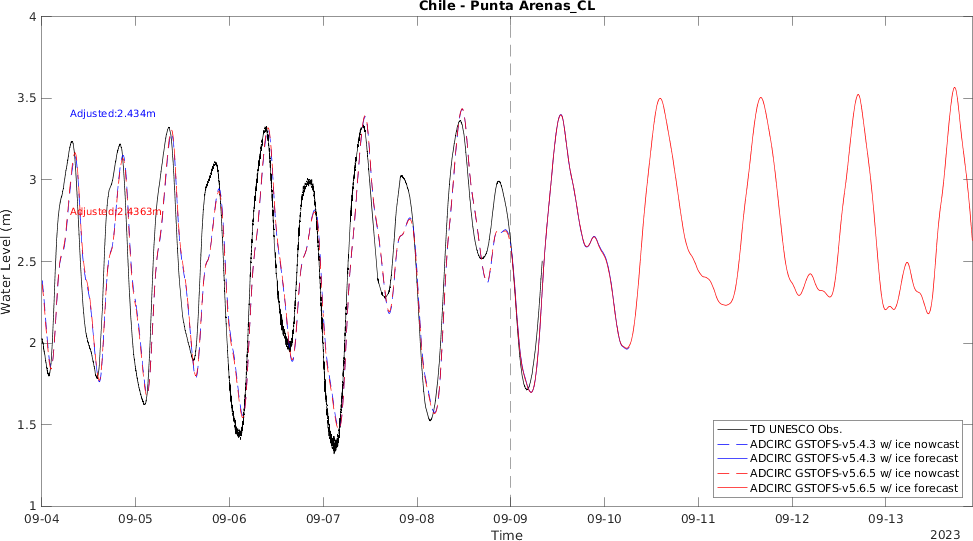 Chile - Punta Arenas_CL
4
3.5
3
2.5
2
1.5
1
Water Level (m)
Adjusted:2.434m
Adjusted:2.4363m
TD UNESCO Obs.
ADCIRC GSTOFS-v5.4.3 w/ ice nowcast
ADCIRC GSTOFS-v5.4.3 w/ ice forecast
ADCIRC GSTOFS-v5.6.5 w/ ice nowcast
ADCIRC GSTOFS-v5.6.5 w/ ice forecast
09-04 09-05 09-06 09-07 09-08 09-09 09-10 09-11 09-12 09-13
Time
2023